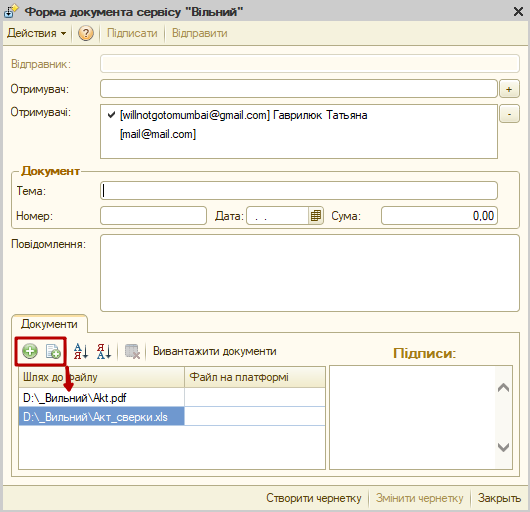 Форма документа сервісу "Вільний"
Действия ? Підписати Відправити
Відправник:
Отримувач: +
Отримувачі: [willnotgotomumbai@gmail.com] Гаврилюк Татьяна -
[mail@mail.com]
Документ
Тема:
Номер: Дата: . . Сума: 0,00
Повідомлення:
Документи
А Я Я А Вивантажити документи Підписи:
Шлях до файлу Файл на платформі
D:\_Вильний\Akt.pdf
D:\_Вильний\Акт_сверки.xls
Створити чернетку Змінити чернетку Закрыть